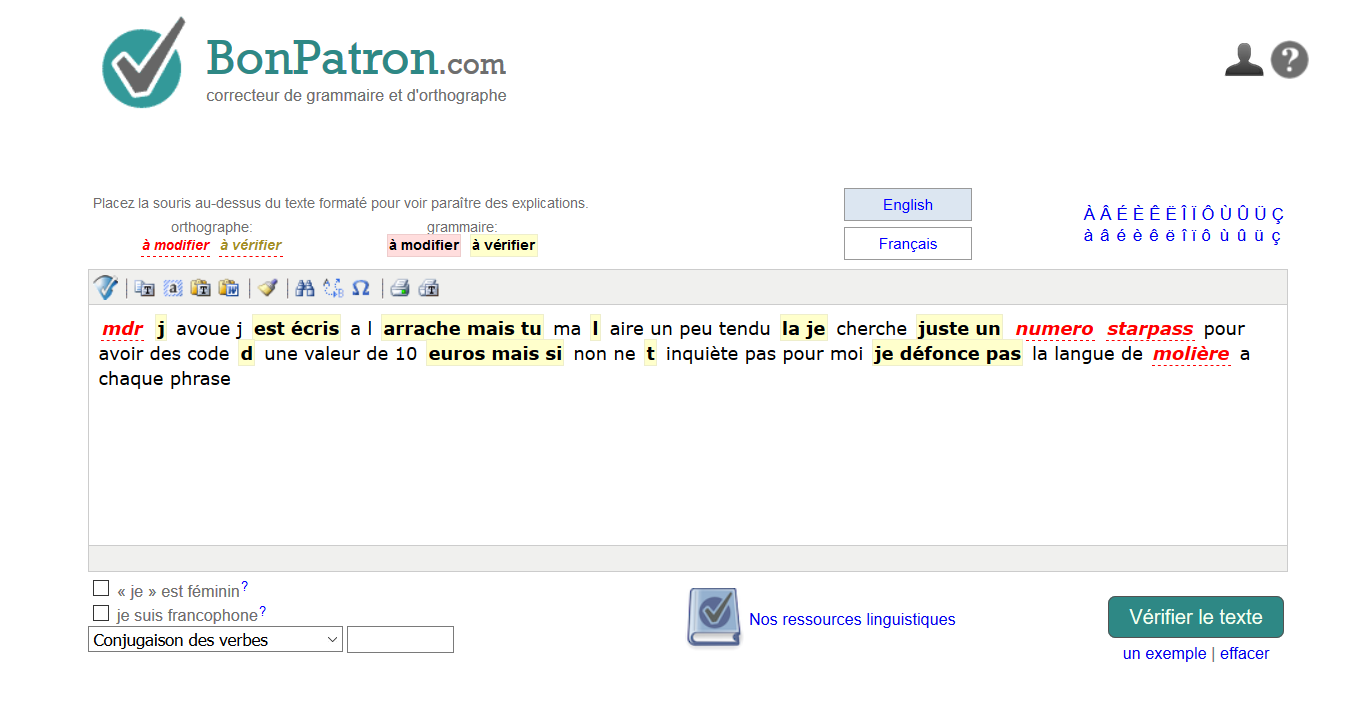 BonPatron.com
correcteur de grammaire et d'orthographe
Placez la souris au-dessus du texte formaté pour voir paraître des explications.
orthographe:
à modifier à vérifier
grammaire:
à modifier à vérifier
English
Français
À Â É È Ê Ë Î Ï Ô Ù Û Ü Ç
à â é è ê ë î ï ô ù û ü ç
mdr j avoue j est écris a l arrache mais tu ma l aire un peu tendu la je cherche juste un numero starpass pour
avoir des code d une valeur de 10 euros mais si non ne t inquiète pas pour moi je défonce pas la langue de molière a
chaque phrase
« je » est féminin?
je suis francophone?
Conjugaison des verbes
Nos ressources linguistiques
Vérifier le texte
un exemple | effacer